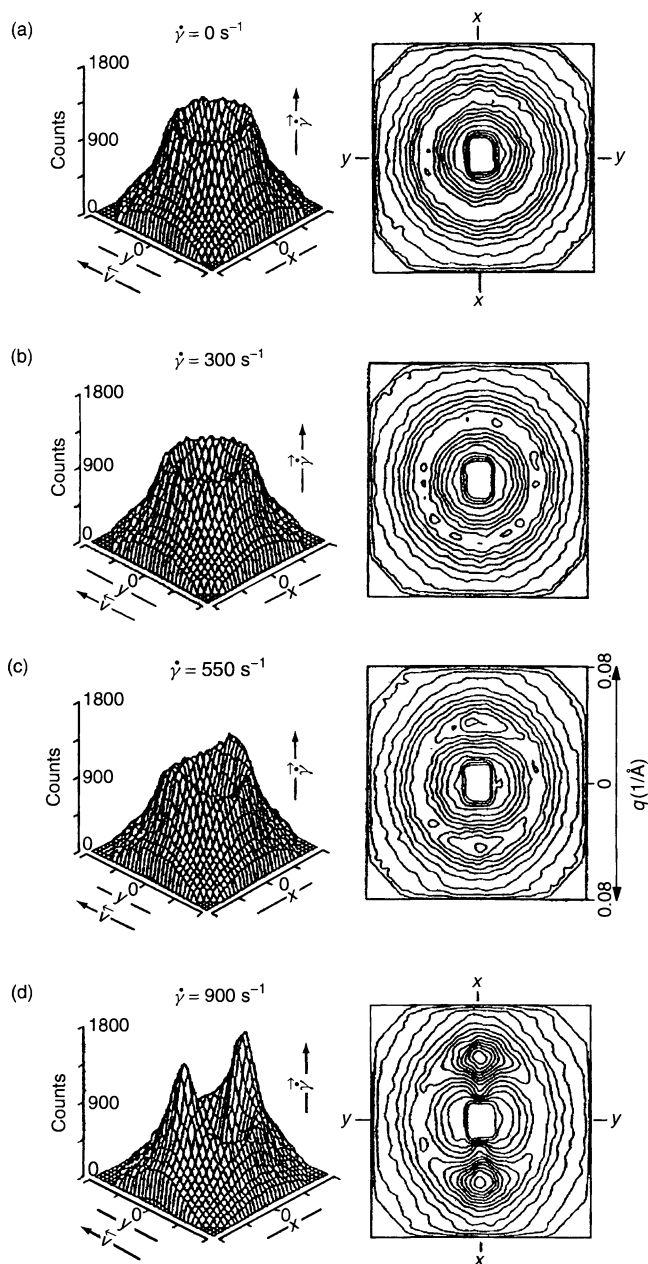 (a)
γ̇ = 0 s⁻¹
1800
900
0
Counts
γ̇
v
y
0
0
x
x
y
y
x
(b)
γ̇ = 300 s⁻¹
1800
900
0
Counts
γ̇
v
y
0
0
x
(c)
γ̇ = 550 s⁻¹
1800
900
0
Counts
γ̇
v
y
0
0
x
0.08
0
0.08
q(1/Å)
(d)
γ̇ = 900 s⁻¹
1800
900
0
Counts
γ̇
v
y
0
0
x
x
y
y
x